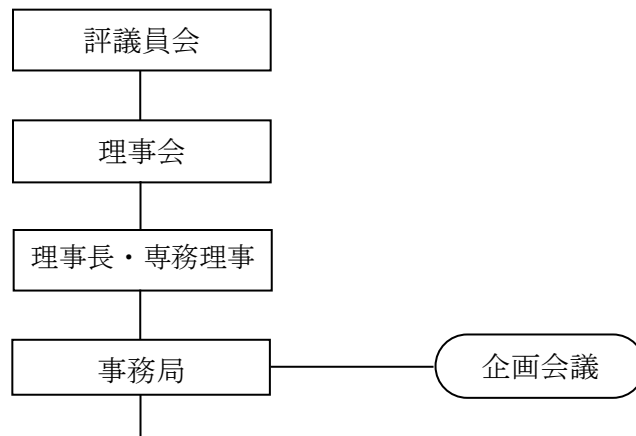 評議員会
理事会
理事長・専務理事
事務局
企画会議